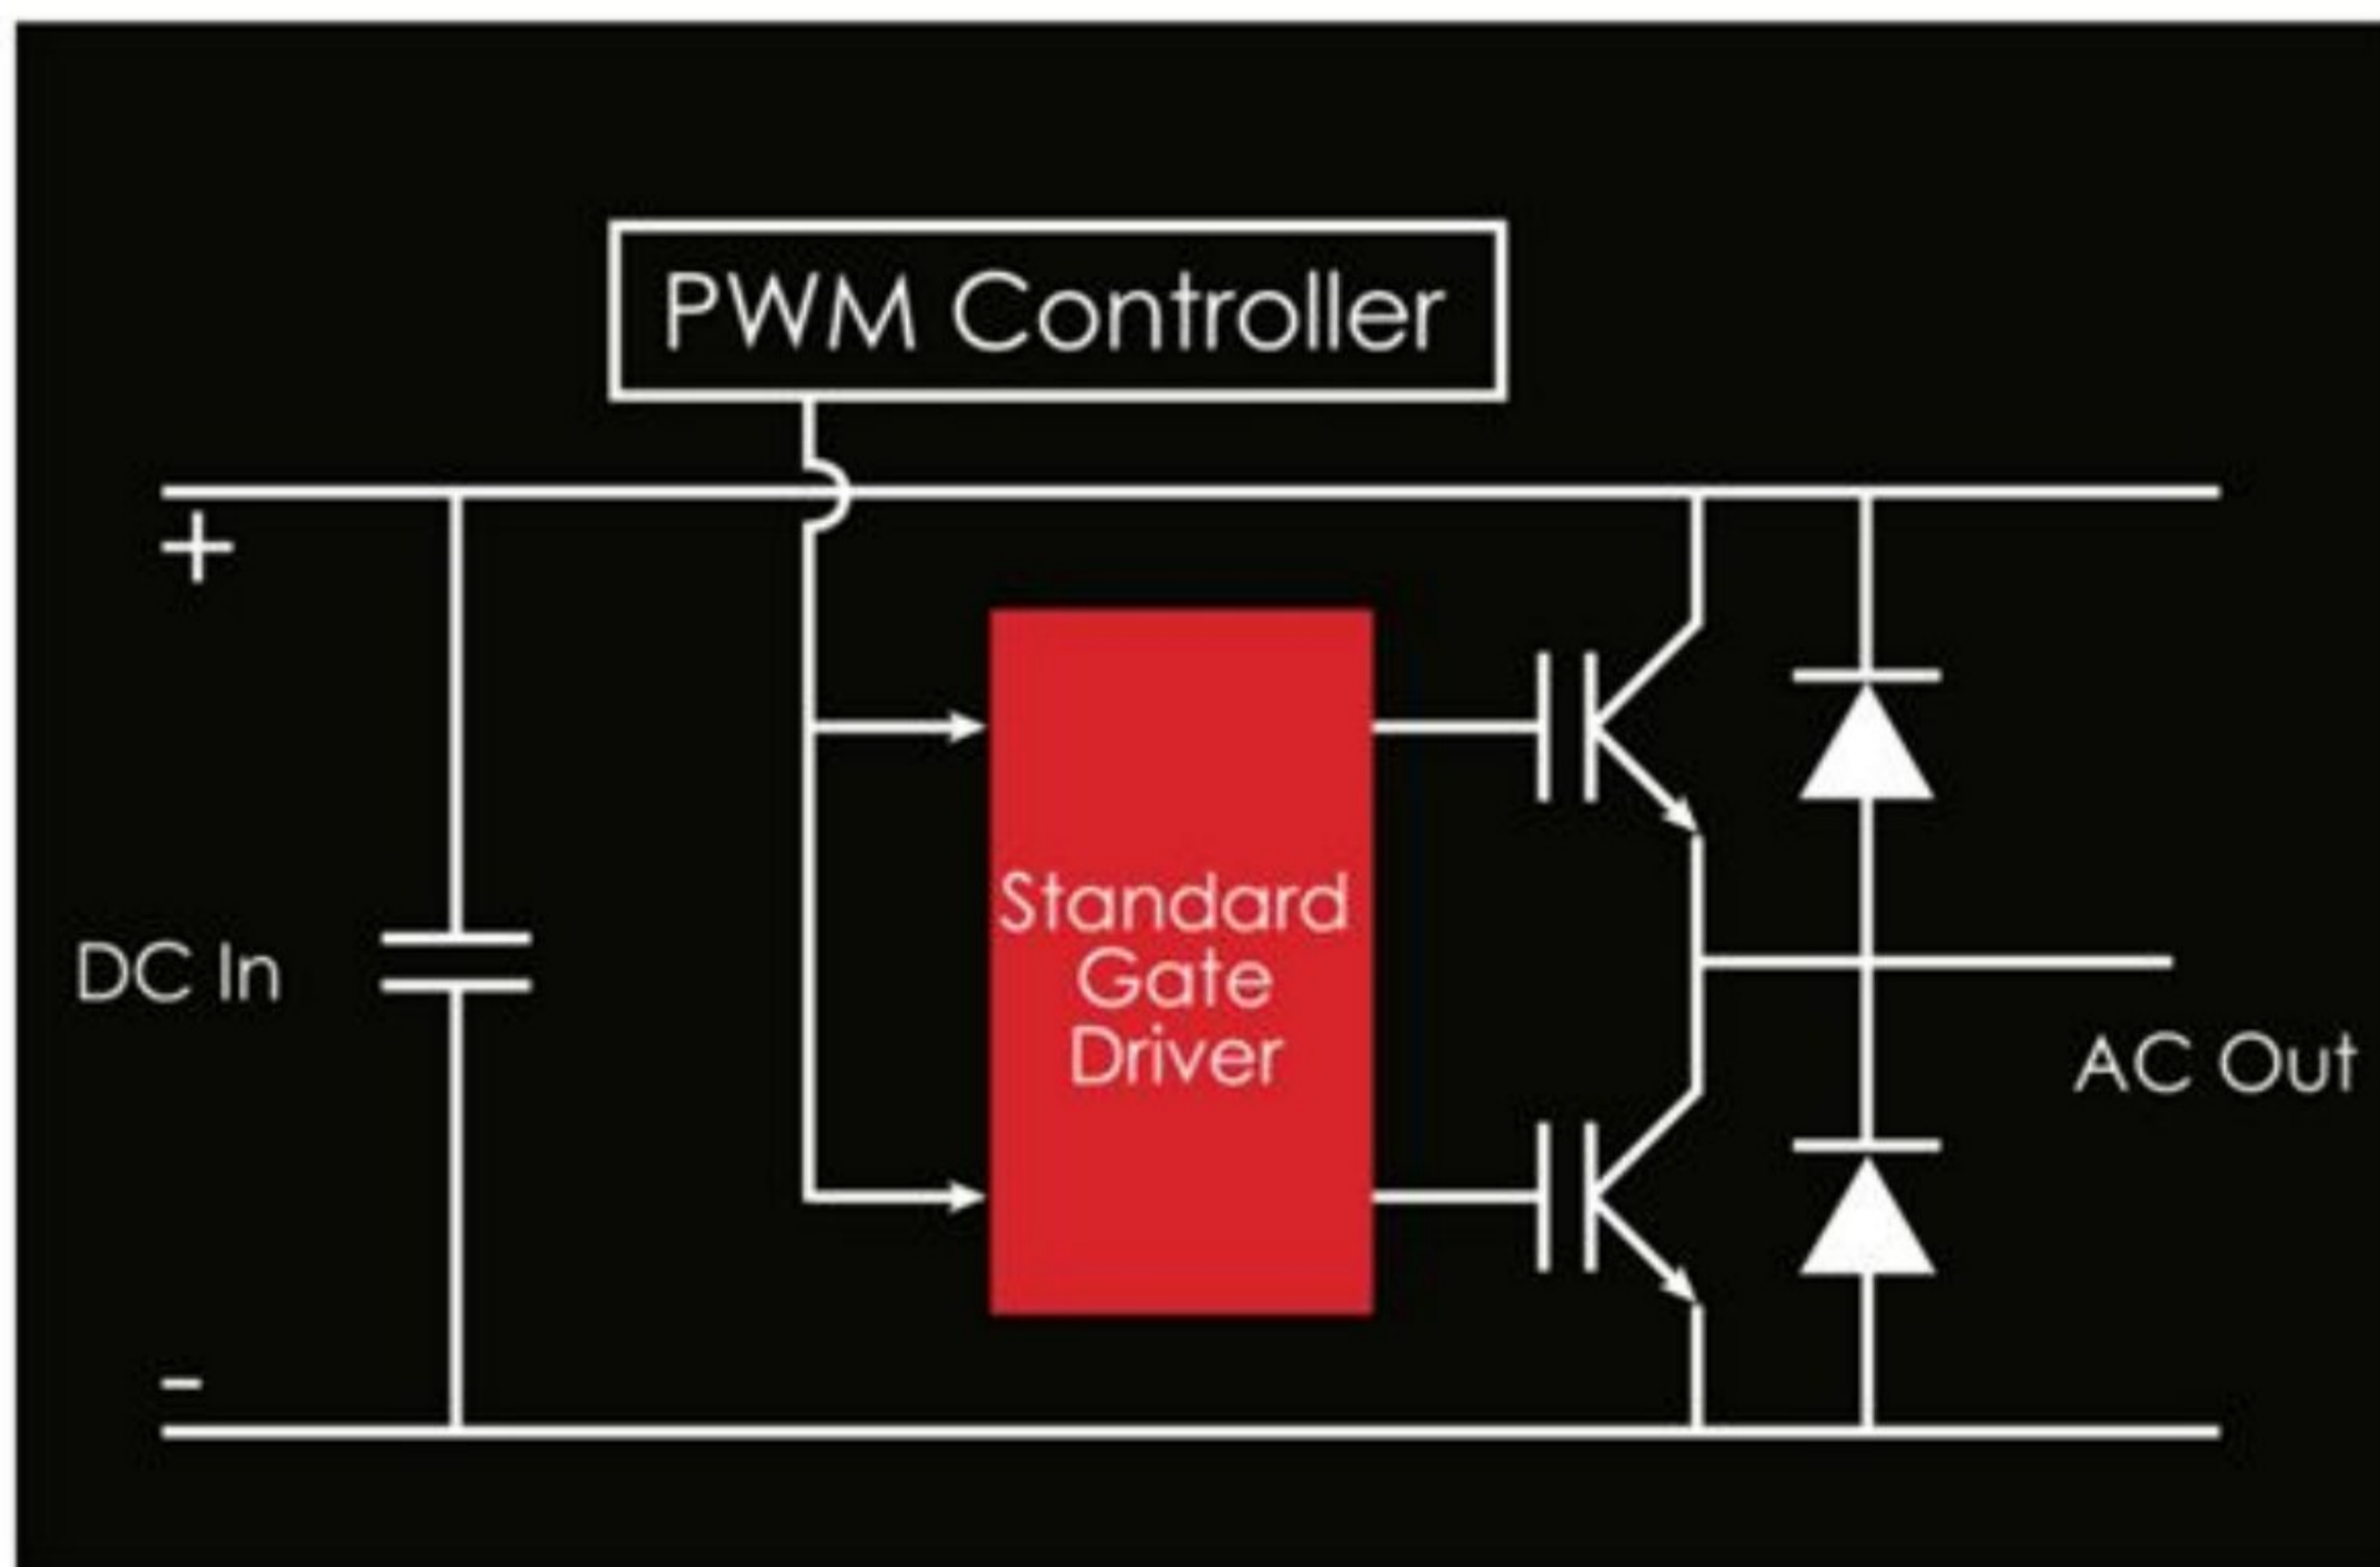 PWM Controller
+
DC In
Standard
Gate
Driver
AC Out
-